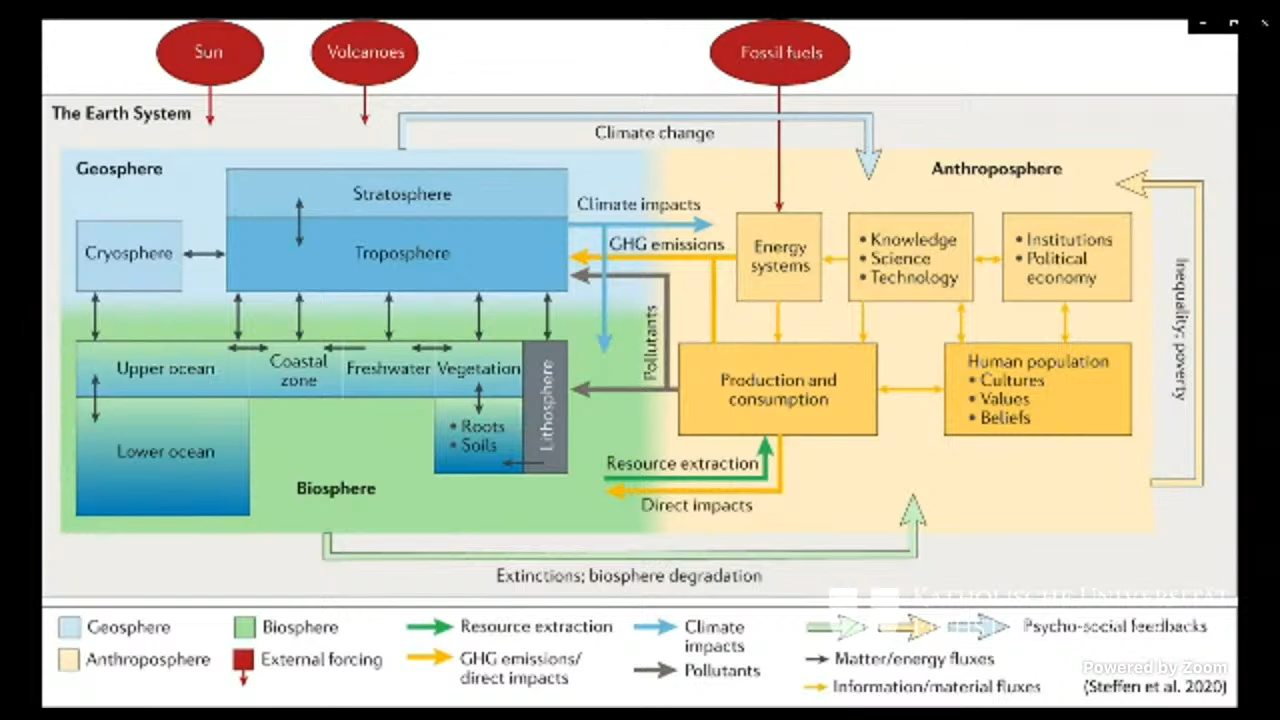 Sun
Volcanoes
Fossil fuels
The Earth System
Climate change
Geosphere
Anthroposphere
Stratosphere
Troposphere
Cryosphere
Climate impacts
GHG emissions
Energy
systems
• Knowledge
• Science
• Technology
• Institutions
• Political
economy
Inequality; poverty
Pollutants
Upper ocean
Coastal
zone
Freshwater
Vegetation
Lithosphere
Production and
consumption
Human population
• Cultures
• Values
• Beliefs
• Roots
• Soils
Lower ocean
Biosphere
Resource extraction
Direct impacts
Extinctions; biosphere degradation
KATHOLISCHE UNIVERSITÄT
Geosphere
Biosphere
Resource extraction
Climate
impacts
Psycho-social feedbacks
Anthroposphere
External forcing
GHG emissions/
direct impacts
Pollutants
Matter/energy fluxes
Information/material fluxes
Powered by Zoom
(Steffen et al. 2020)